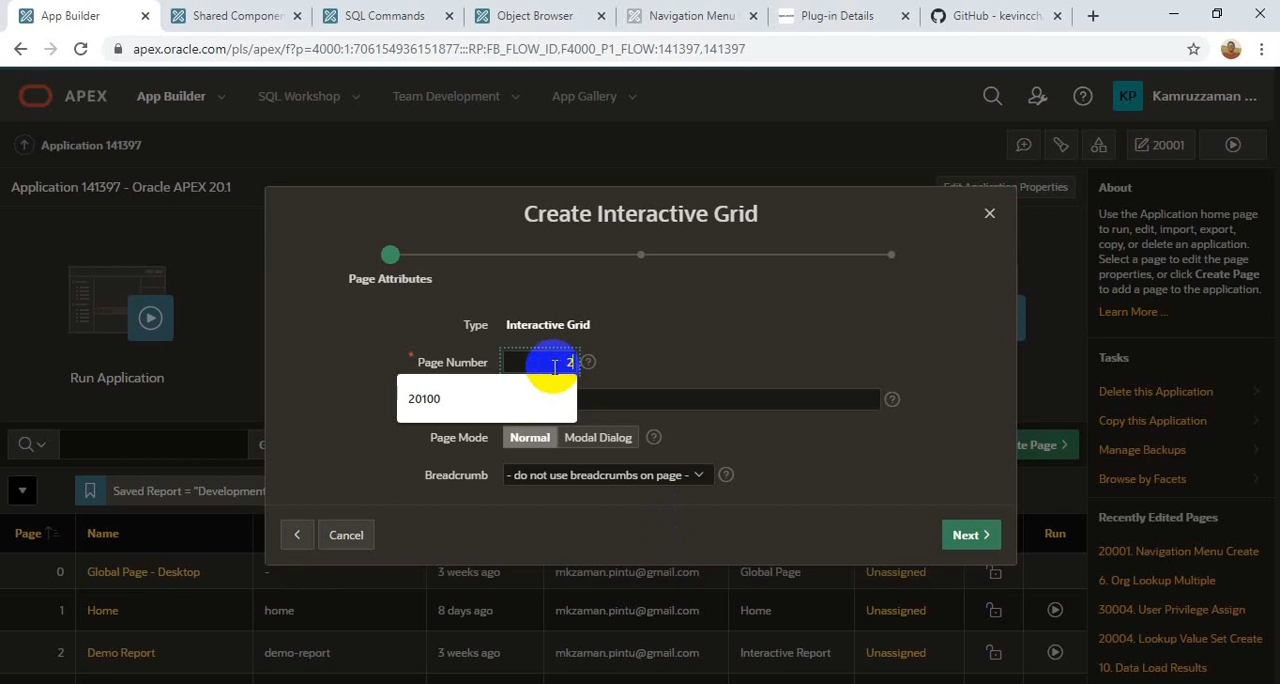 App Builder
Shared Componen
SQL Commands
Object Browser
Navigation Menu
Plug-in Details
GitHub - kevincch
apex.oracle.com/pls/apex/f?p=4000:1:706154936151877:::RP:FB_FLOW_ID,F4000_P1_FLOW:141397,141397
APEX
App Builder
SQL Workshop
Team Development
App Gallery
KP
Kamruzzaman ...
Application 141397
20001
Application 141397 - Oracle APEX 20.1
Edit Application Properties
Run Application
Create Interactive Grid
Page Attributes
Type
Interactive Grid
* Page Number
2
20100
Page Mode
Normal
Modal Dialog
Breadcrumb
- do not use breadcrumbs on page -
Cancel
Next
te Page
G
Saved Report = "Development
Page
Name
Run
0 Global Page - Desktop - 3 weeks ago mkzaman.pintu@gmail.com Global Page Unassigned
1 Home home 8 days ago mkzaman.pintu@gmail.com Home Unassigned
2 Demo Report demo-report 3 weeks ago mkzaman.pintu@gmail.com Interactive Report Unassigned
About
Use the Application home page
to run, edit, import, export,
copy, or delete an application.
Select a page to edit the page
properties, or click Create Page
to add a page to the application.
Learn More ...
Tasks
Delete this Application
Copy this Application
Manage Backups
Browse by Facets
Recently Edited Pages
20001. Navigation Menu Create
6. Org Lookup Multiple
30004. User Privilege Assign
20004. Lookup Value Set Create
10. Data Load Results